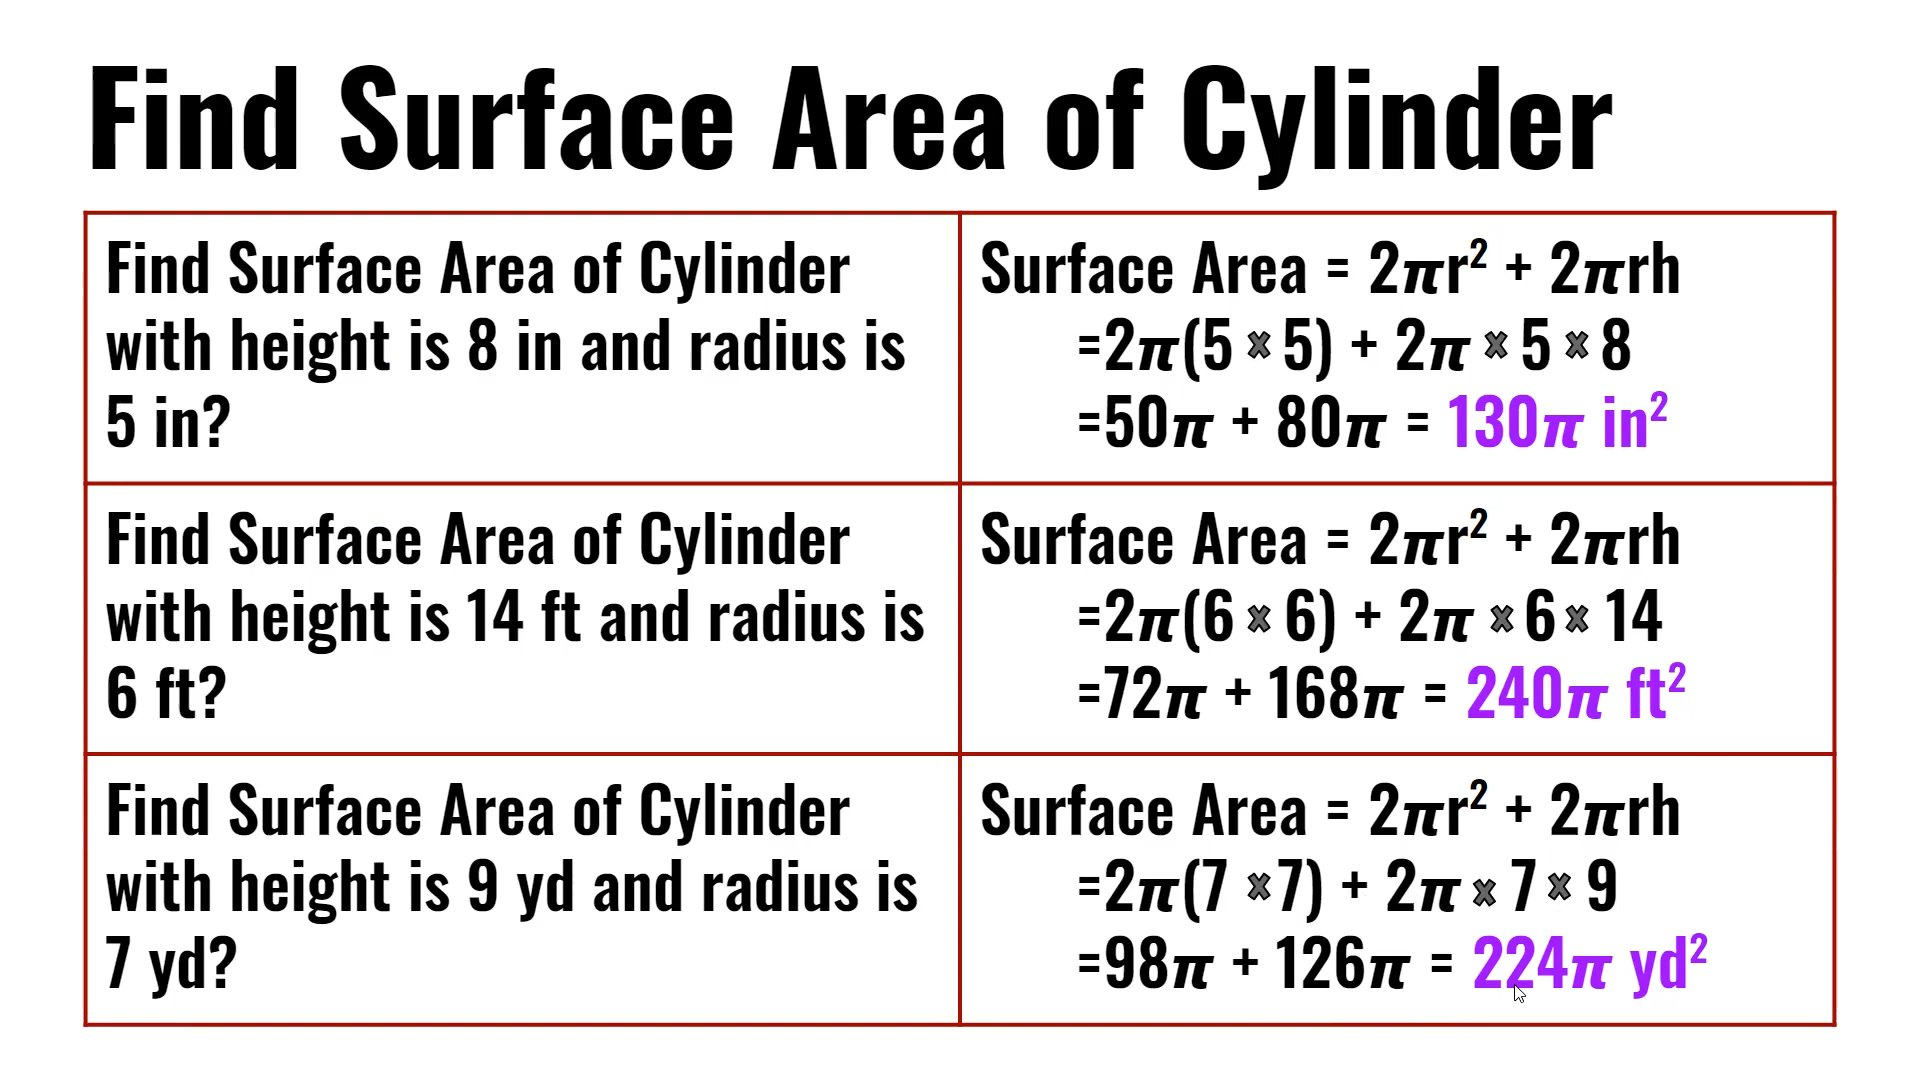 Find Surface Area of Cylinder
Find Surface Area of Cylinder
with height is 8 in and radius is
5 in?
Surface Area = 2πr² + 2πrh
=2π(5 × 5) + 2π × 5 × 8
=50π + 80π = 130π in²
Find Surface Area of Cylinder
with height is 14 ft and radius is
6 ft?
Surface Area = 2πr² + 2πrh
=2π(6 × 6) + 2π × 6 × 14
=72π + 168π = 240π ft²
Find Surface Area of Cylinder
with height is 9 yd and radius is
7 yd?
Surface Area = 2πr² + 2πrh
=2π(7 × 7) + 2π × 7 × 9
=98π + 126π = 224π yd²